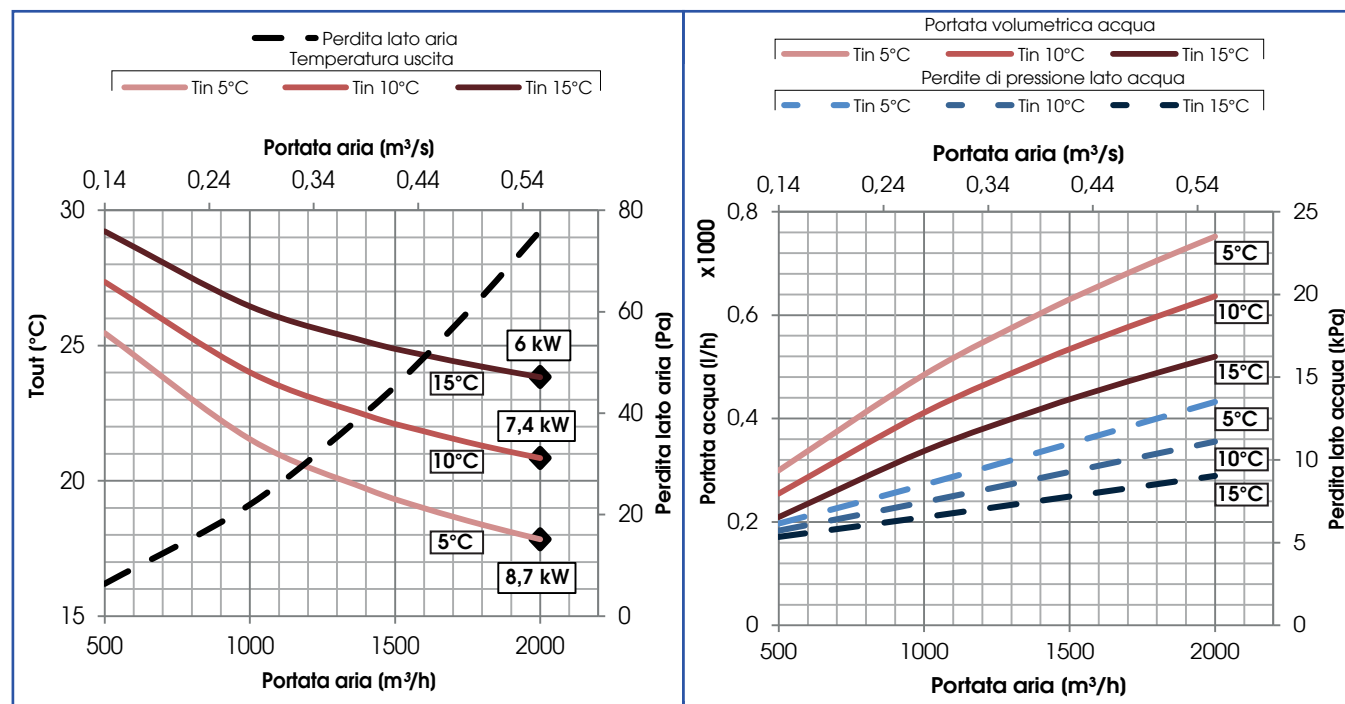 Perdita lato aria
Temperatura uscita
Tin 5°C Tin 10°C Tin 15°C
Portata aria (m³/s)
0,14 0,24 0,34 0,44 0,54
30 80
25 60
20 40
15 20
0
Tout (°C)
Perdita lato aria (Pa)
6 kW
15°C
7,4 kW
10°C
5°C
8,7 kW
500 1000 1500 2000
Portata aria (m³/h)
Portata volumetrica acqua
Tin 5°C Tin 10°C Tin 15°C
Perdite di pressione lato acqua
Tin 5°C Tin 10°C Tin 15°C
Portata aria (m³/s)
0,14 0,24 0,34 0,44 0,54
0,8 25
0,6 20
0,4 15
0,2 10
0 5
0
x1000
Portata acqua (l/h)
Perdita lato acqua (kPa)
5°C
10°C
15°C
5°C
10°C
15°C
500 1000 1500 2000
Portata aria (m³/h)